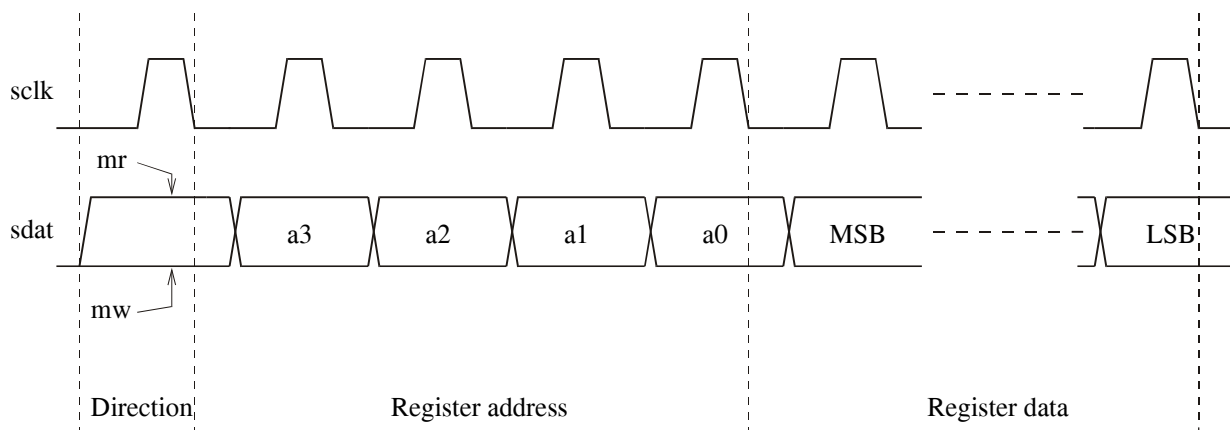 sclk
mr
sdat
a3 a2 a1 a0 MSB LSB
mw
Direction Register address Register data